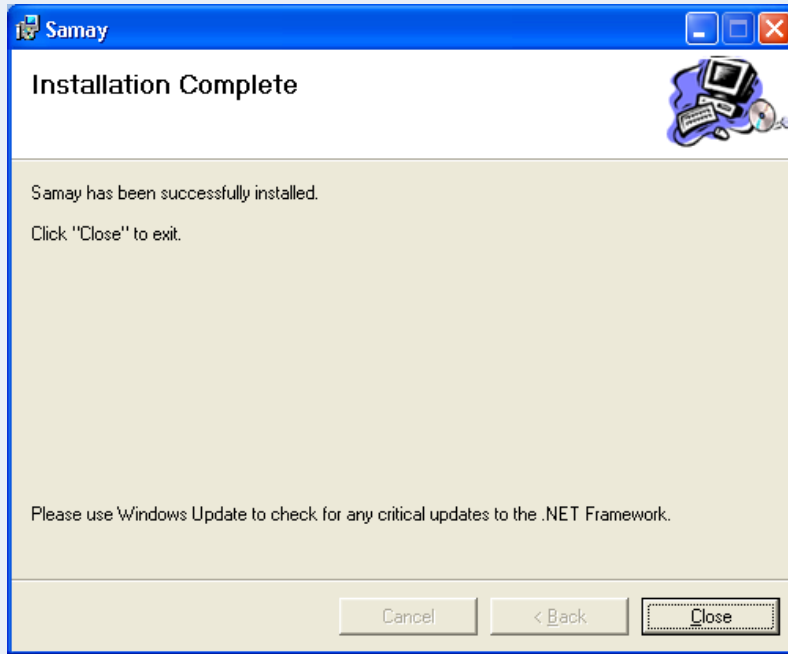 Samay
Installation Complete
Samay has been successfully installed.
Click "Close" to exit.
Please use Windows Update to check for any critical updates to the .NET Framework.
Cancel
< Back
Close